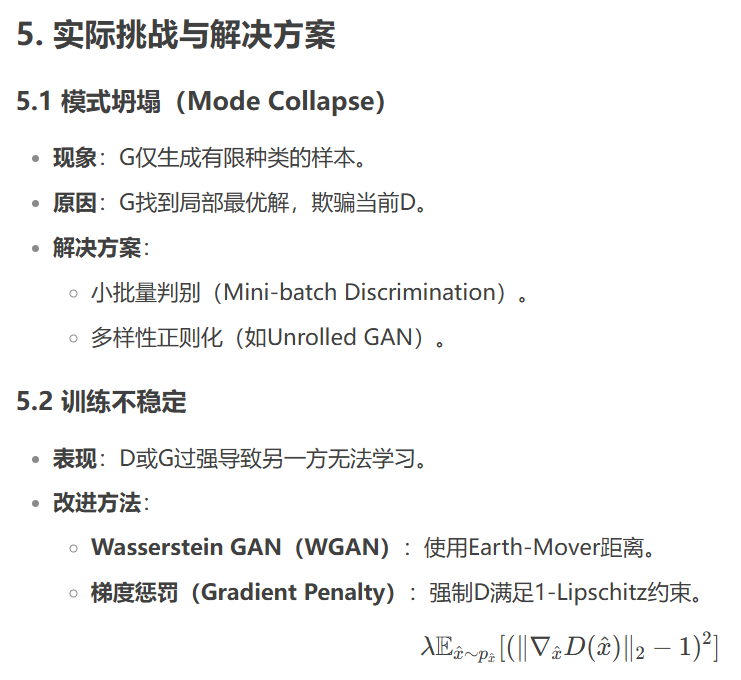 5. 实际挑战与解决方案
5.1 模式坍塌（Mode Collapse）
• 现象：G仅生成有限种类的样本。
• 原因：G找到局部最优解，欺骗当前D。
• 解决方案：
◦ 小批量判别（Mini-batch Discrimination）。
◦ 多样性正则化（如Unrolled GAN）。
5.2 训练不稳定
• 表现：D或G过强导致另一方无法学习。
• 改进方法：
◦ Wasserstein GAN（WGAN）：使用Earth-Mover距离。
◦ 梯度惩罚（Gradient Penalty）：强制D满足1-Lipschitz约束。
$\lambda \mathbb{E}_{\hat{x} \sim p_{\hat{x}}}[(\|\nabla_{\hat{x}} D(\hat{x})\|_2 - 1)^2]$